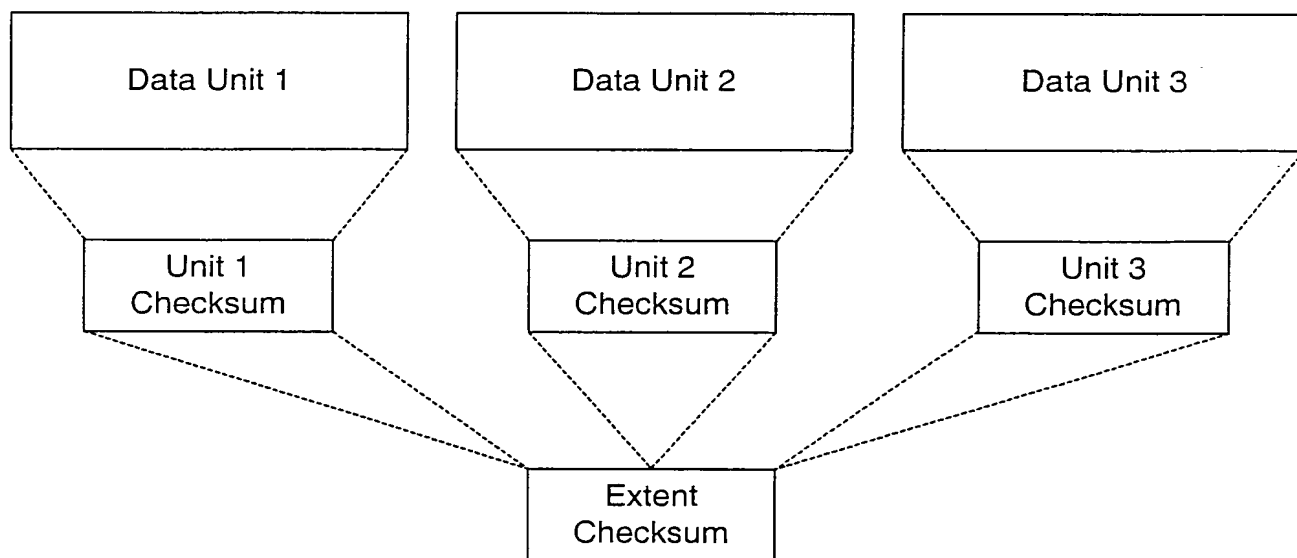 Data Unit 1
Data Unit 2
Data Unit 3
Unit 1
Checksum
Unit 2
Checksum
Unit 3
Checksum
Extent
Checksum